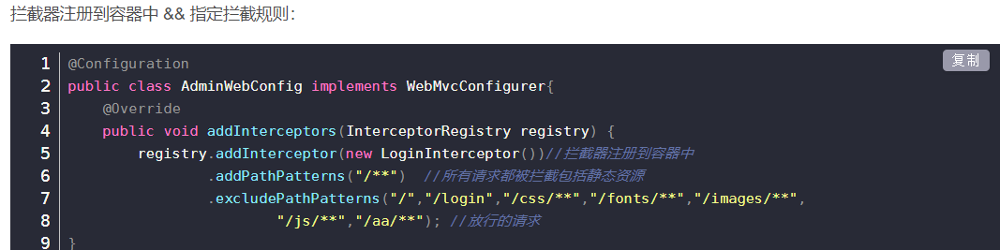 拦截器注册到容器中 && 指定拦截规则：
复制
1 @Configuration
2 public class AdminWebConfig implements WebMvcConfigurer{
3     @Override
4     public void addInterceptors(InterceptorRegistry registry) {
5         registry.addInterceptor(new LoginInterceptor())//拦截器注册到容器中
6                 .addPathPatterns("/**")  //所有请求都被拦截包括静态资源
7                 .excludePathPatterns("/","/login","/css/**","/fonts/**","/images/**",
8                         "/js/**","/aa/**"); //放行的请求
9 }